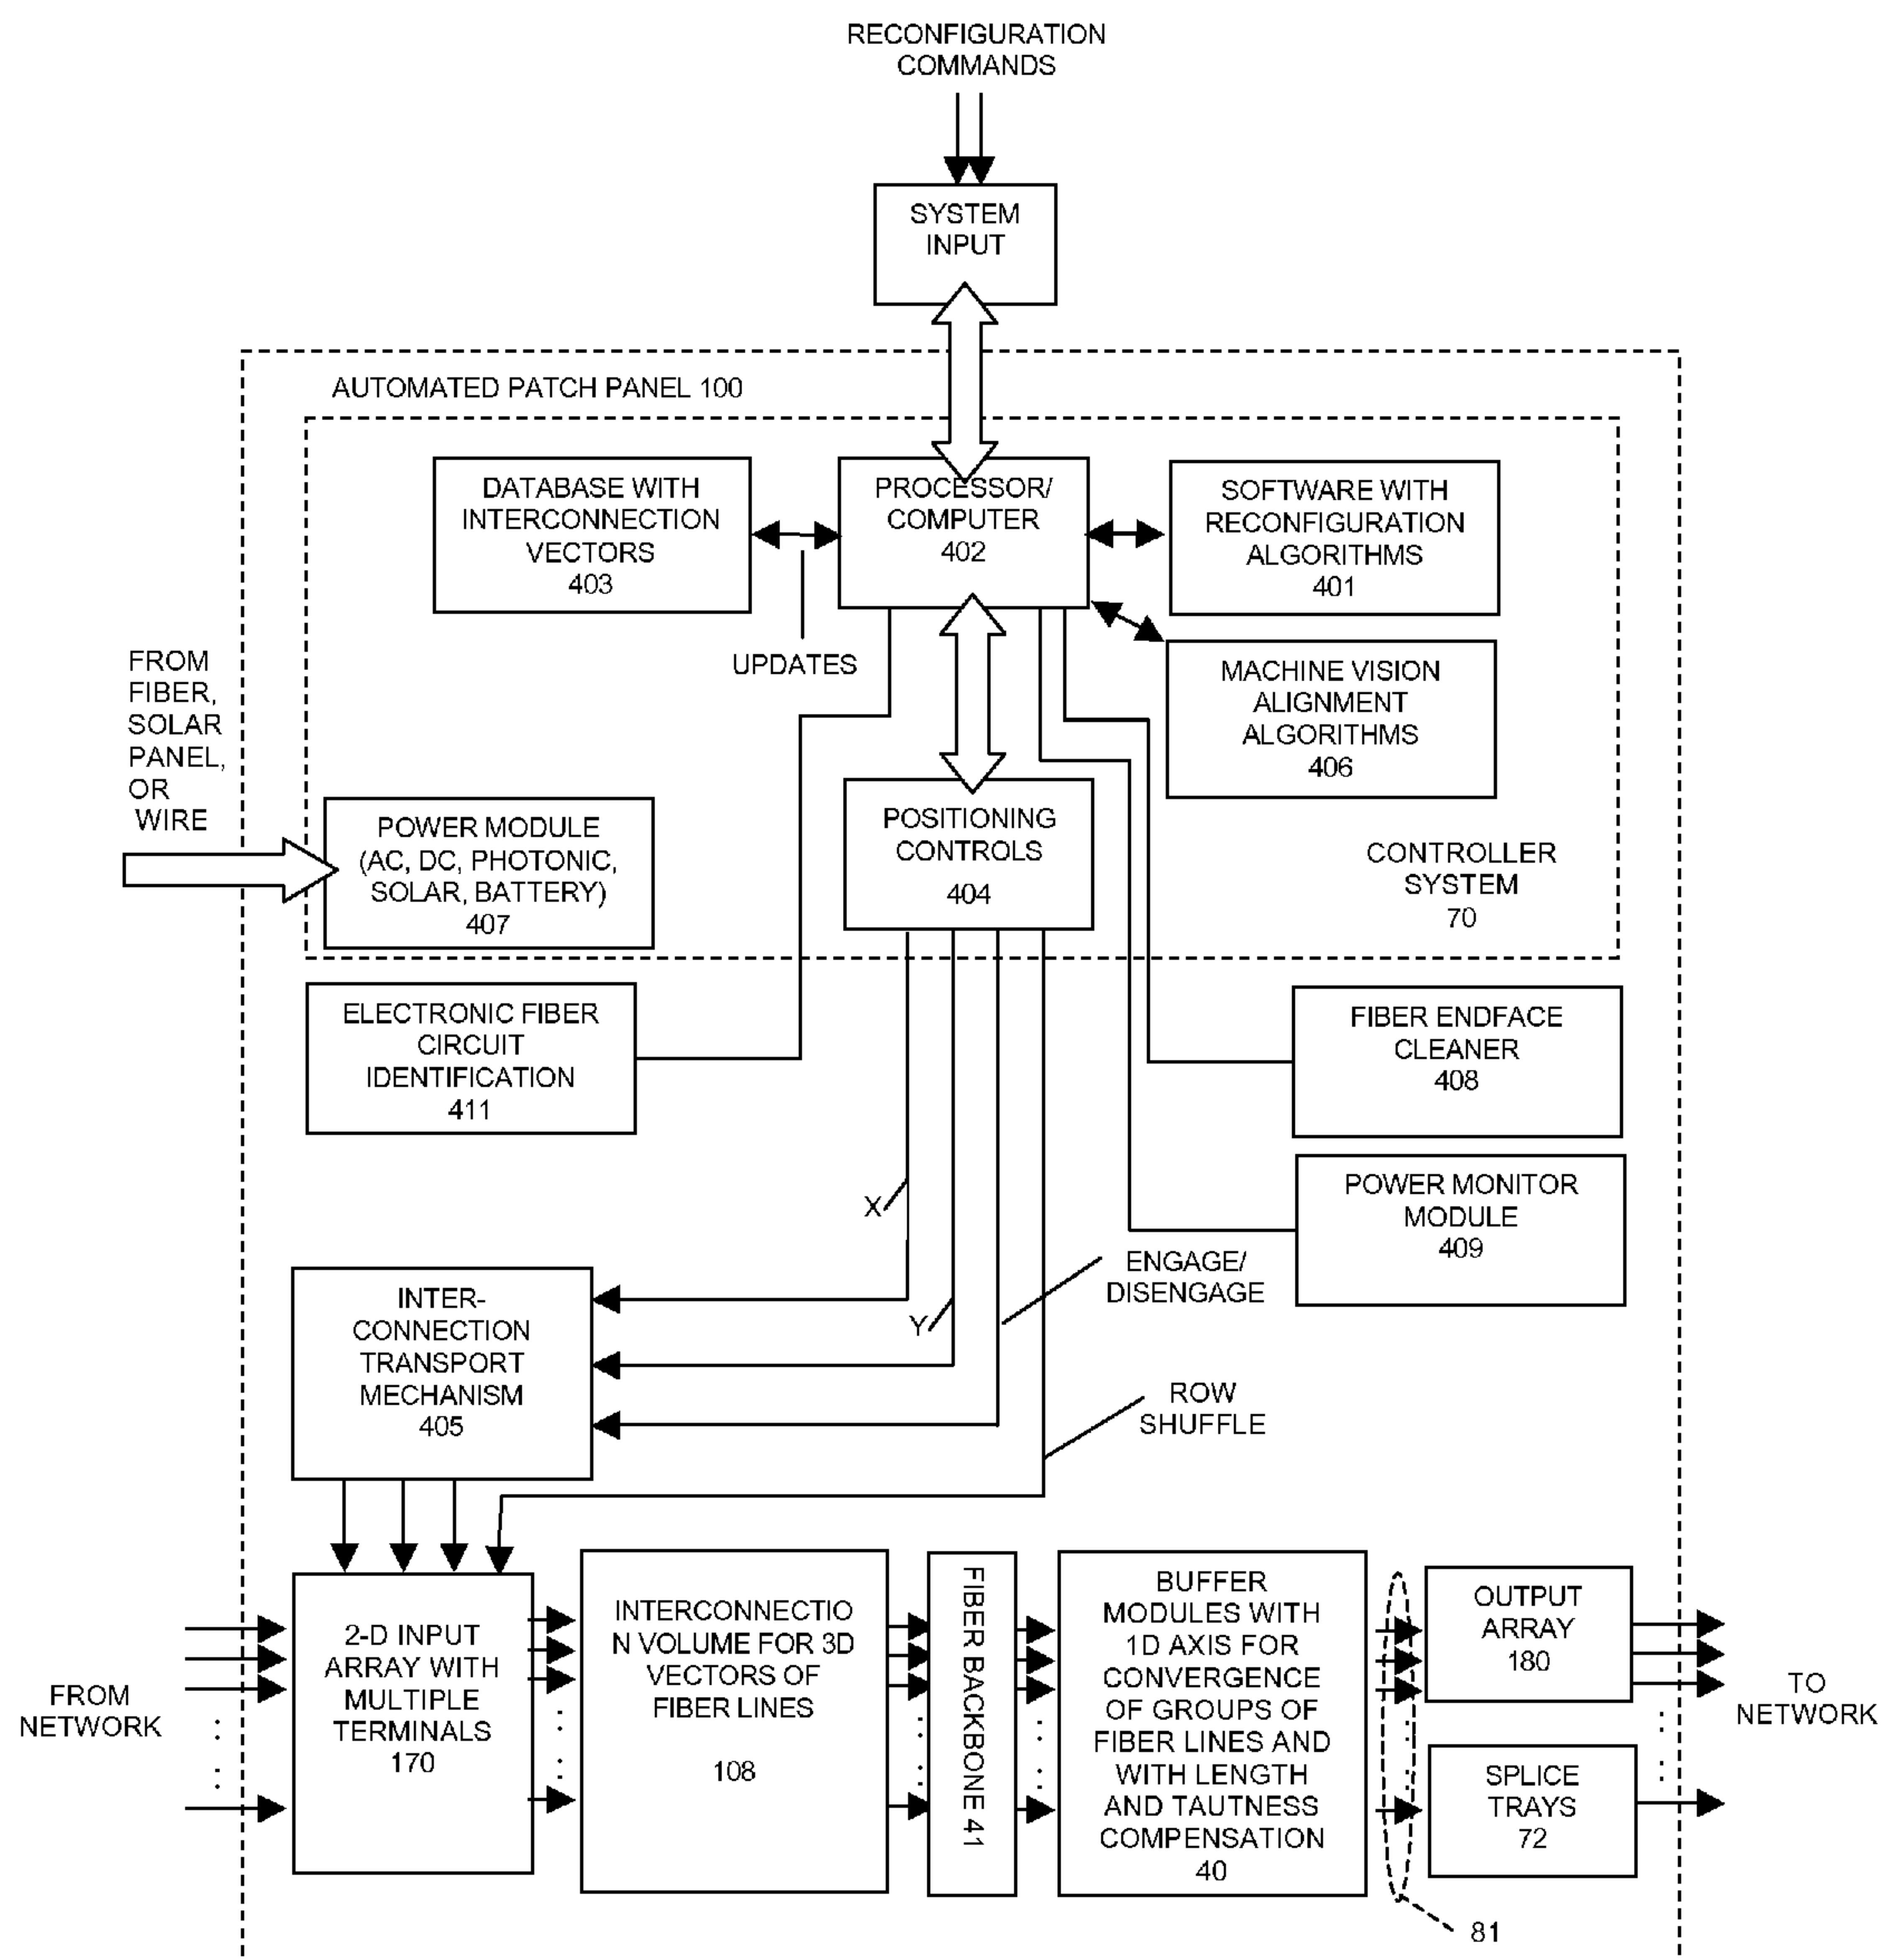 RECONFIGURATION
COMMANDS
SYSTEM
INPUT
AUTOMATED PATCH PANEL 100
DATABASE WITH
INTERCONNECTION
VECTORS
403
PROCESSOR/
COMPUTER
402
SOFTWARE WITH
RECONFIGURATION
ALGORITHMS
401
UPDATES
MACHINE VISION
ALIGNMENT
ALGORITHMS
406
FROM
FIBER,
SOLAR
PANEL,
OR
WIRE
POWER MODULE
(AC, DC, PHOTONIC,
SOLAR, BATTERY)
407
POSITIONING
CONTROLS
404
CONTROLLER
SYSTEM
70
ELECTRONIC FIBER
CIRCUIT
IDENTIFICATION
411
FIBER ENDFACE
CLEANER
408
POWER MONITOR
MODULE
409
X
Y
ENGAGE/
DISENGAGE
INTER-
CONNECTION
TRANSPORT
MECHANISM
405
ROW
SHUFFLE
FROM
NETWORK
2-D INPUT
ARRAY WITH
MULTIPLE
TERMINALS
170
INTERCONNECTIO
N VOLUME FOR 3D
VECTORS OF
FIBER LINES
108
FIBER BACKBONE 41
BUFFER
MODULES WITH
1D AXIS FOR
CONVERGENCE
OF GROUPS OF
FIBER LINES AND
WITH LENGTH
AND TAUTNESS
COMPENSATION
40
OUTPUT
ARRAY
180
SPLICE
TRAYS
72
TO
NETWORK
81